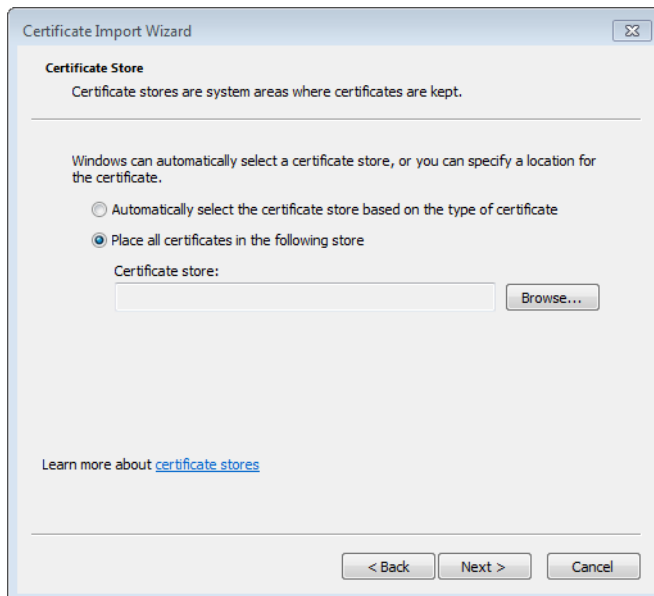 Certificate Import Wizard
Certificate Store
Certificate stores are system areas where certificates are kept.
Windows can automatically select a certificate store, or you can specify a location for
the certificate.
Automatically select the certificate store based on the type of certificate
Place all certificates in the following store
Certificate store:
Browse...
Learn more about certificate stores
< Back Next > Cancel